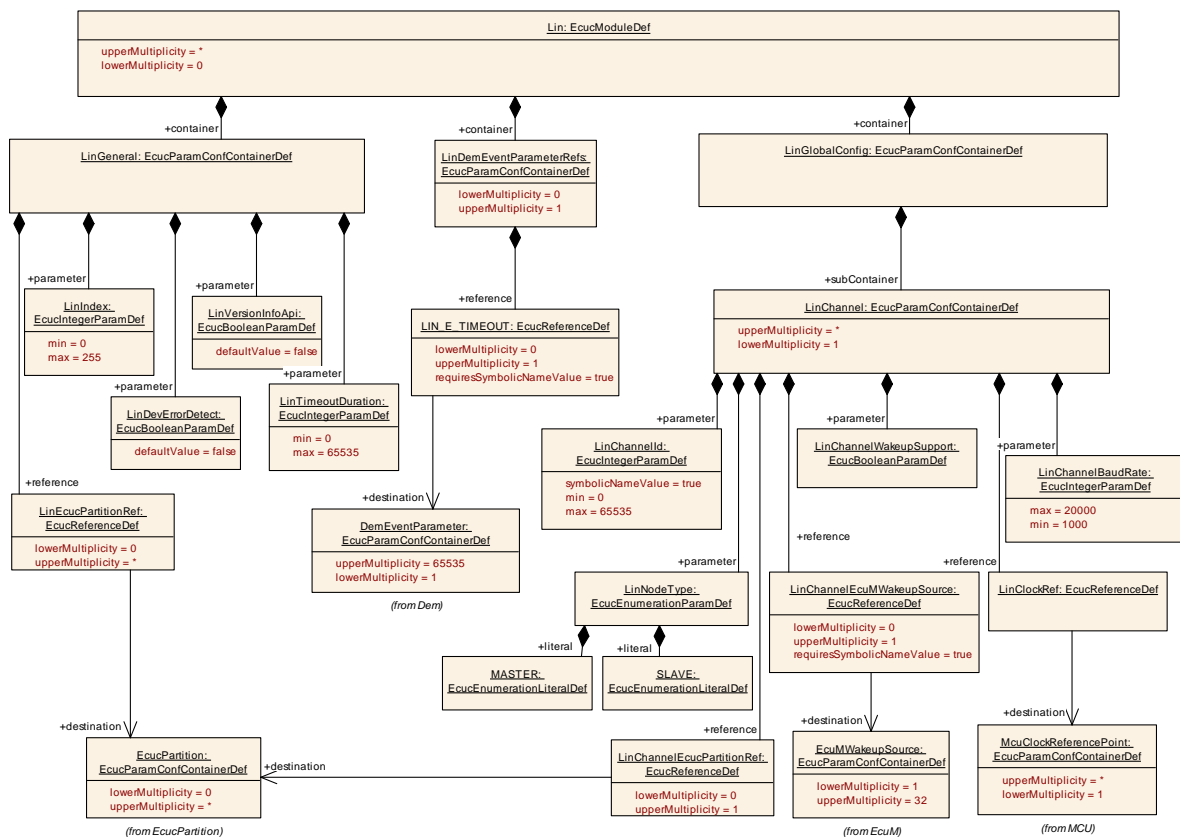 Lin: EcucModuleDef
upperMultiplicity = *
lowerMultiplicity = 0
+container
+container
+container
LinGeneral: EcucParamConfContainerDef
LinDemEventParameterRefs:
EcucParamConfContainerDef
lowerMultiplicity = 0
upperMultiplicity = 1
LinGlobalConfig: EcucParamConfContainerDef
+parameter
+parameter
+reference
+subContainer
LinIndex:
EcucIntegerParamDef
min = 0
max = 255
LinVersionInfoApi:
EcucBooleanParamDef
defaultValue = false
LIN_E_TIMEOUT: EcucReferenceDef
lowerMultiplicity = 0
upperMultiplicity = 1
requiresSymbolicNameValue = true
LinChannel: EcucParamConfContainerDef
upperMultiplicity = *
lowerMultiplicity = 1
+parameter
+parameter
LinDevErrorDetect:
EcucBooleanParamDef
defaultValue = false
LinTimeoutDuration:
EcucIntegerParamDef
min = 0
max = 65535
+parameter
+parameter
+parameter
LinChannelId:
EcucIntegerParamDef
symbolicNameValue = true
min = 0
max = 65535
LinChannelWakeupSupport:
EcucBooleanParamDef
LinChannelBaudRate:
EcucIntegerParamDef
max = 20000
min = 1000
+reference
LinEcucPartitionRef:
EcucReferenceDef
lowerMultiplicity = 0
upperMultiplicity = *
+destination
DemEventParameter:
EcucParamConfContainerDef
upperMultiplicity = 65535
lowerMultiplicity = 1
(from Dem)
+parameter
+reference
+reference
LinNodeType:
EcucEnumerationParamDef
LinChannelEcuMWakeupSource:
EcucReferenceDef
lowerMultiplicity = 0
upperMultiplicity = 1
requiresSymbolicNameValue = true
LinClockRef: EcucReferenceDef
+literal
+literal
MASTER:
EcucEnumerationLiteralDef
SLAVE:
EcucEnumerationLiteralDef
+destination
+reference
+destination
+destination
EcucPartition:
EcucParamConfContainerDef
lowerMultiplicity = 0
upperMultiplicity = *
(from EcucPartition)
+destination
LinChannelEcucPartitionRef:
EcucReferenceDef
lowerMultiplicity = 0
upperMultiplicity = 1
EcuMWakeupSource:
EcucParamConfContainerDef
lowerMultiplicity = 1
upperMultiplicity = 32
(from EcuM)
McuClockReferencePoint:
EcucParamConfContainerDef
upperMultiplicity = *
lowerMultiplicity = 1
(from MCU)